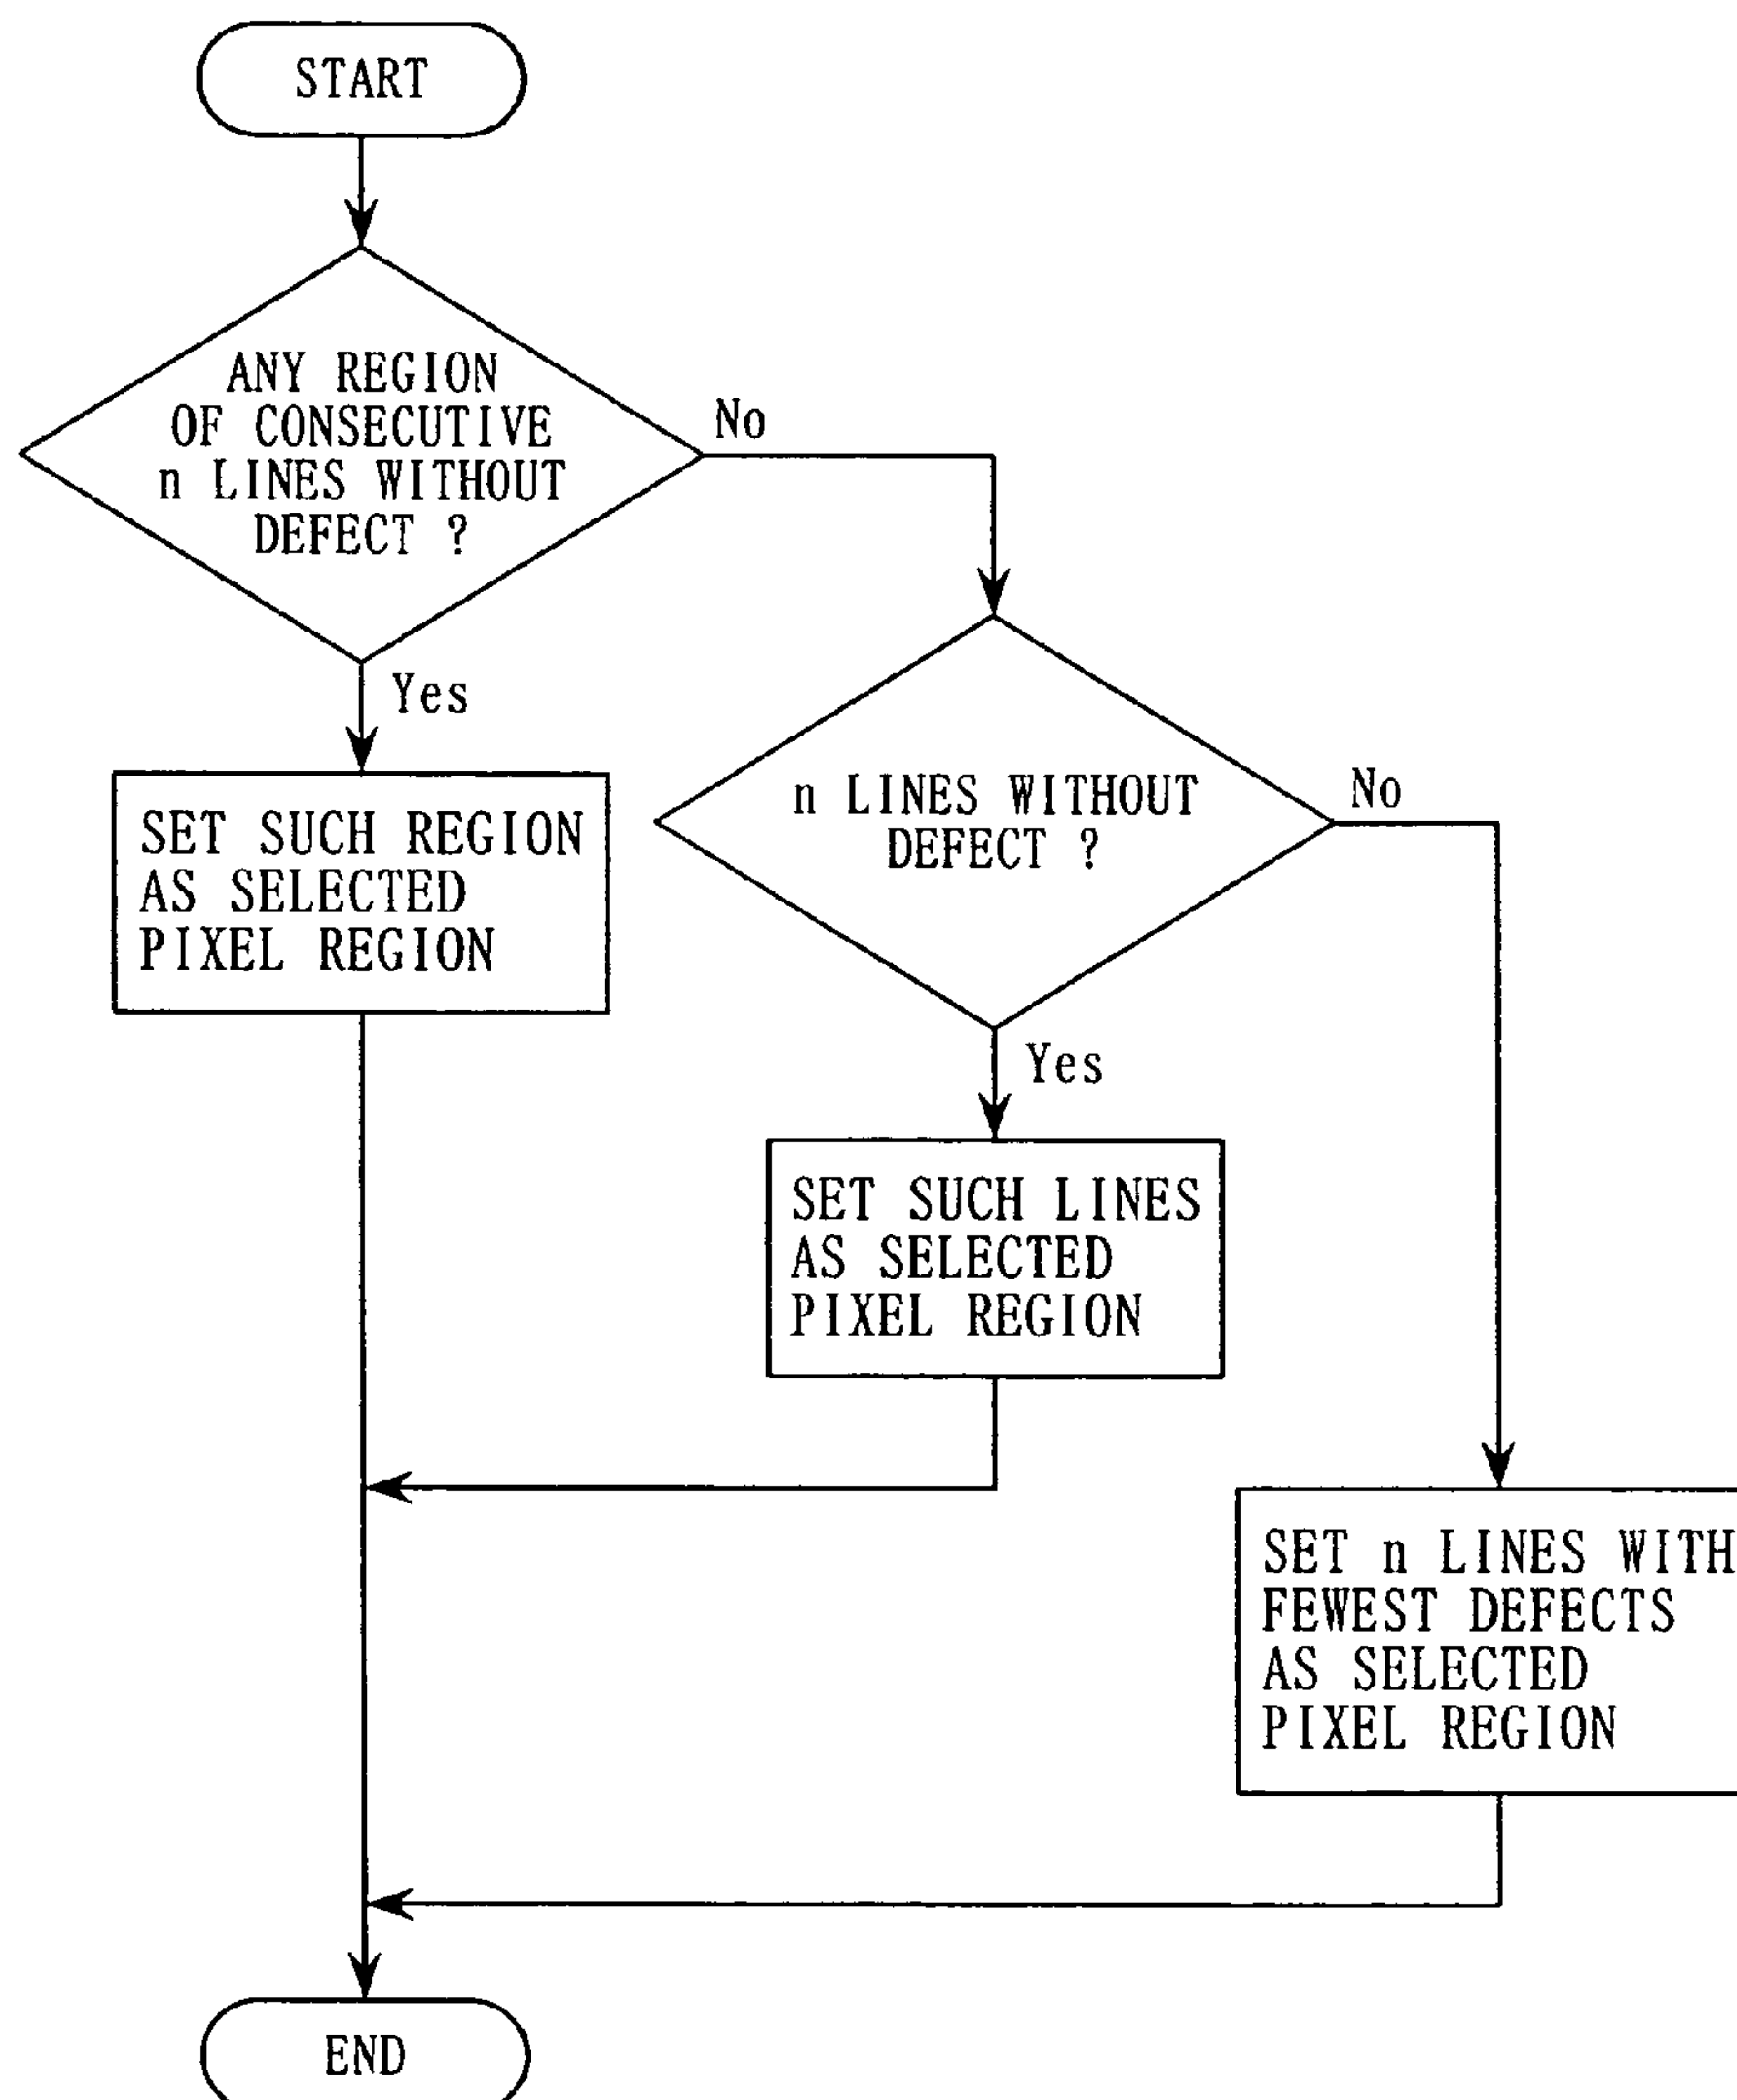 START
ANY REGION
OF CONSECUTIVE
n LINES WITHOUT
DEFECT ?
No
Yes
SET SUCH REGION
AS SELECTED
PIXEL REGION
n LINES WITHOUT
DEFECT ?
No
Yes
SET SUCH LINES
AS SELECTED
PIXEL REGION
SET n LINES WITH
FEWEST DEFECTS
AS SELECTED
PIXEL REGION
END